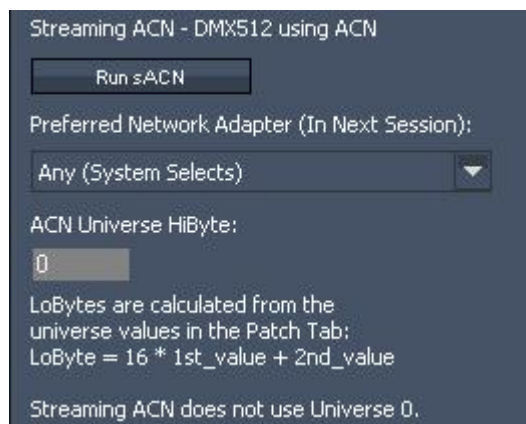 Streaming ACN - DMX512 using ACN
Run sACN
Preferred Network Adapter (In Next Session):
Any (System Selects)
ACN Universe HiByte:
0
LoBytes are calculated from the
universe values in the Patch Tab:
LoByte = 16 * 1st_value + 2nd_value
Streaming ACN does not use Universe 0.